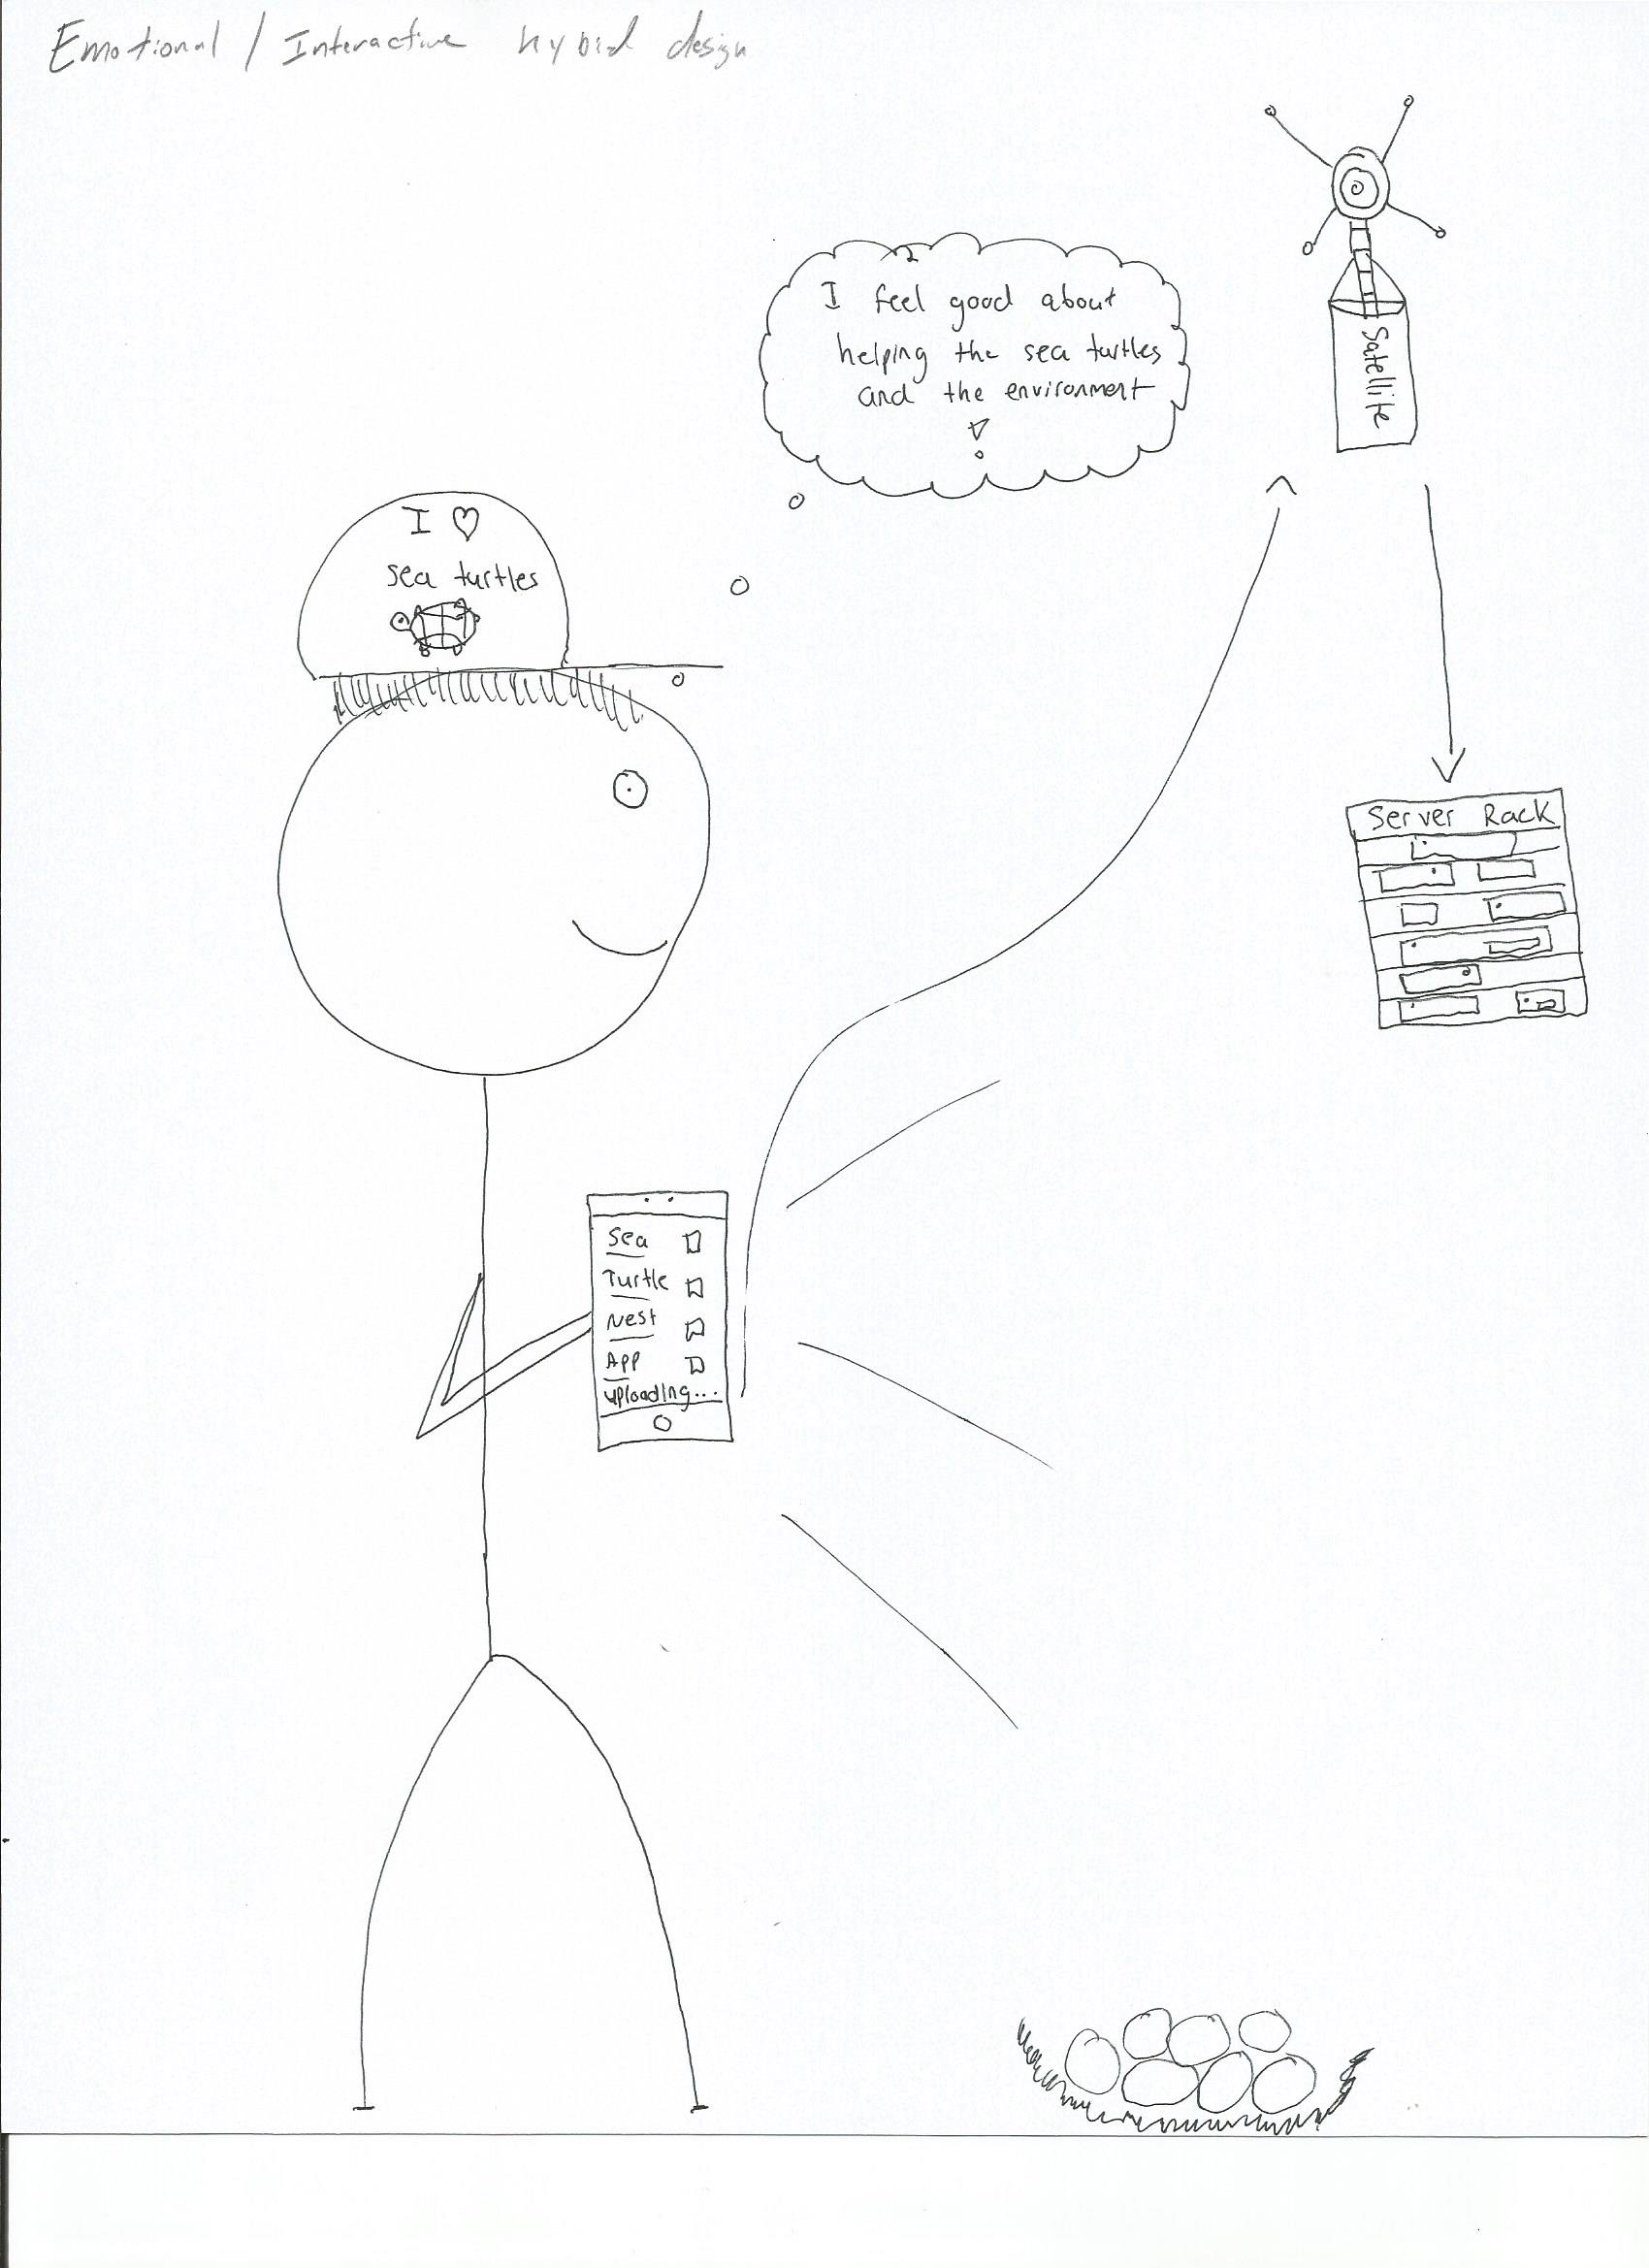 Emotional / Interactive hybid design
I feel good about
helping the sea turtles
and the environment
!
Satellite
I ♡
sea turtles
Server Rack
Sea
Turtle
Nest
App
uploading...